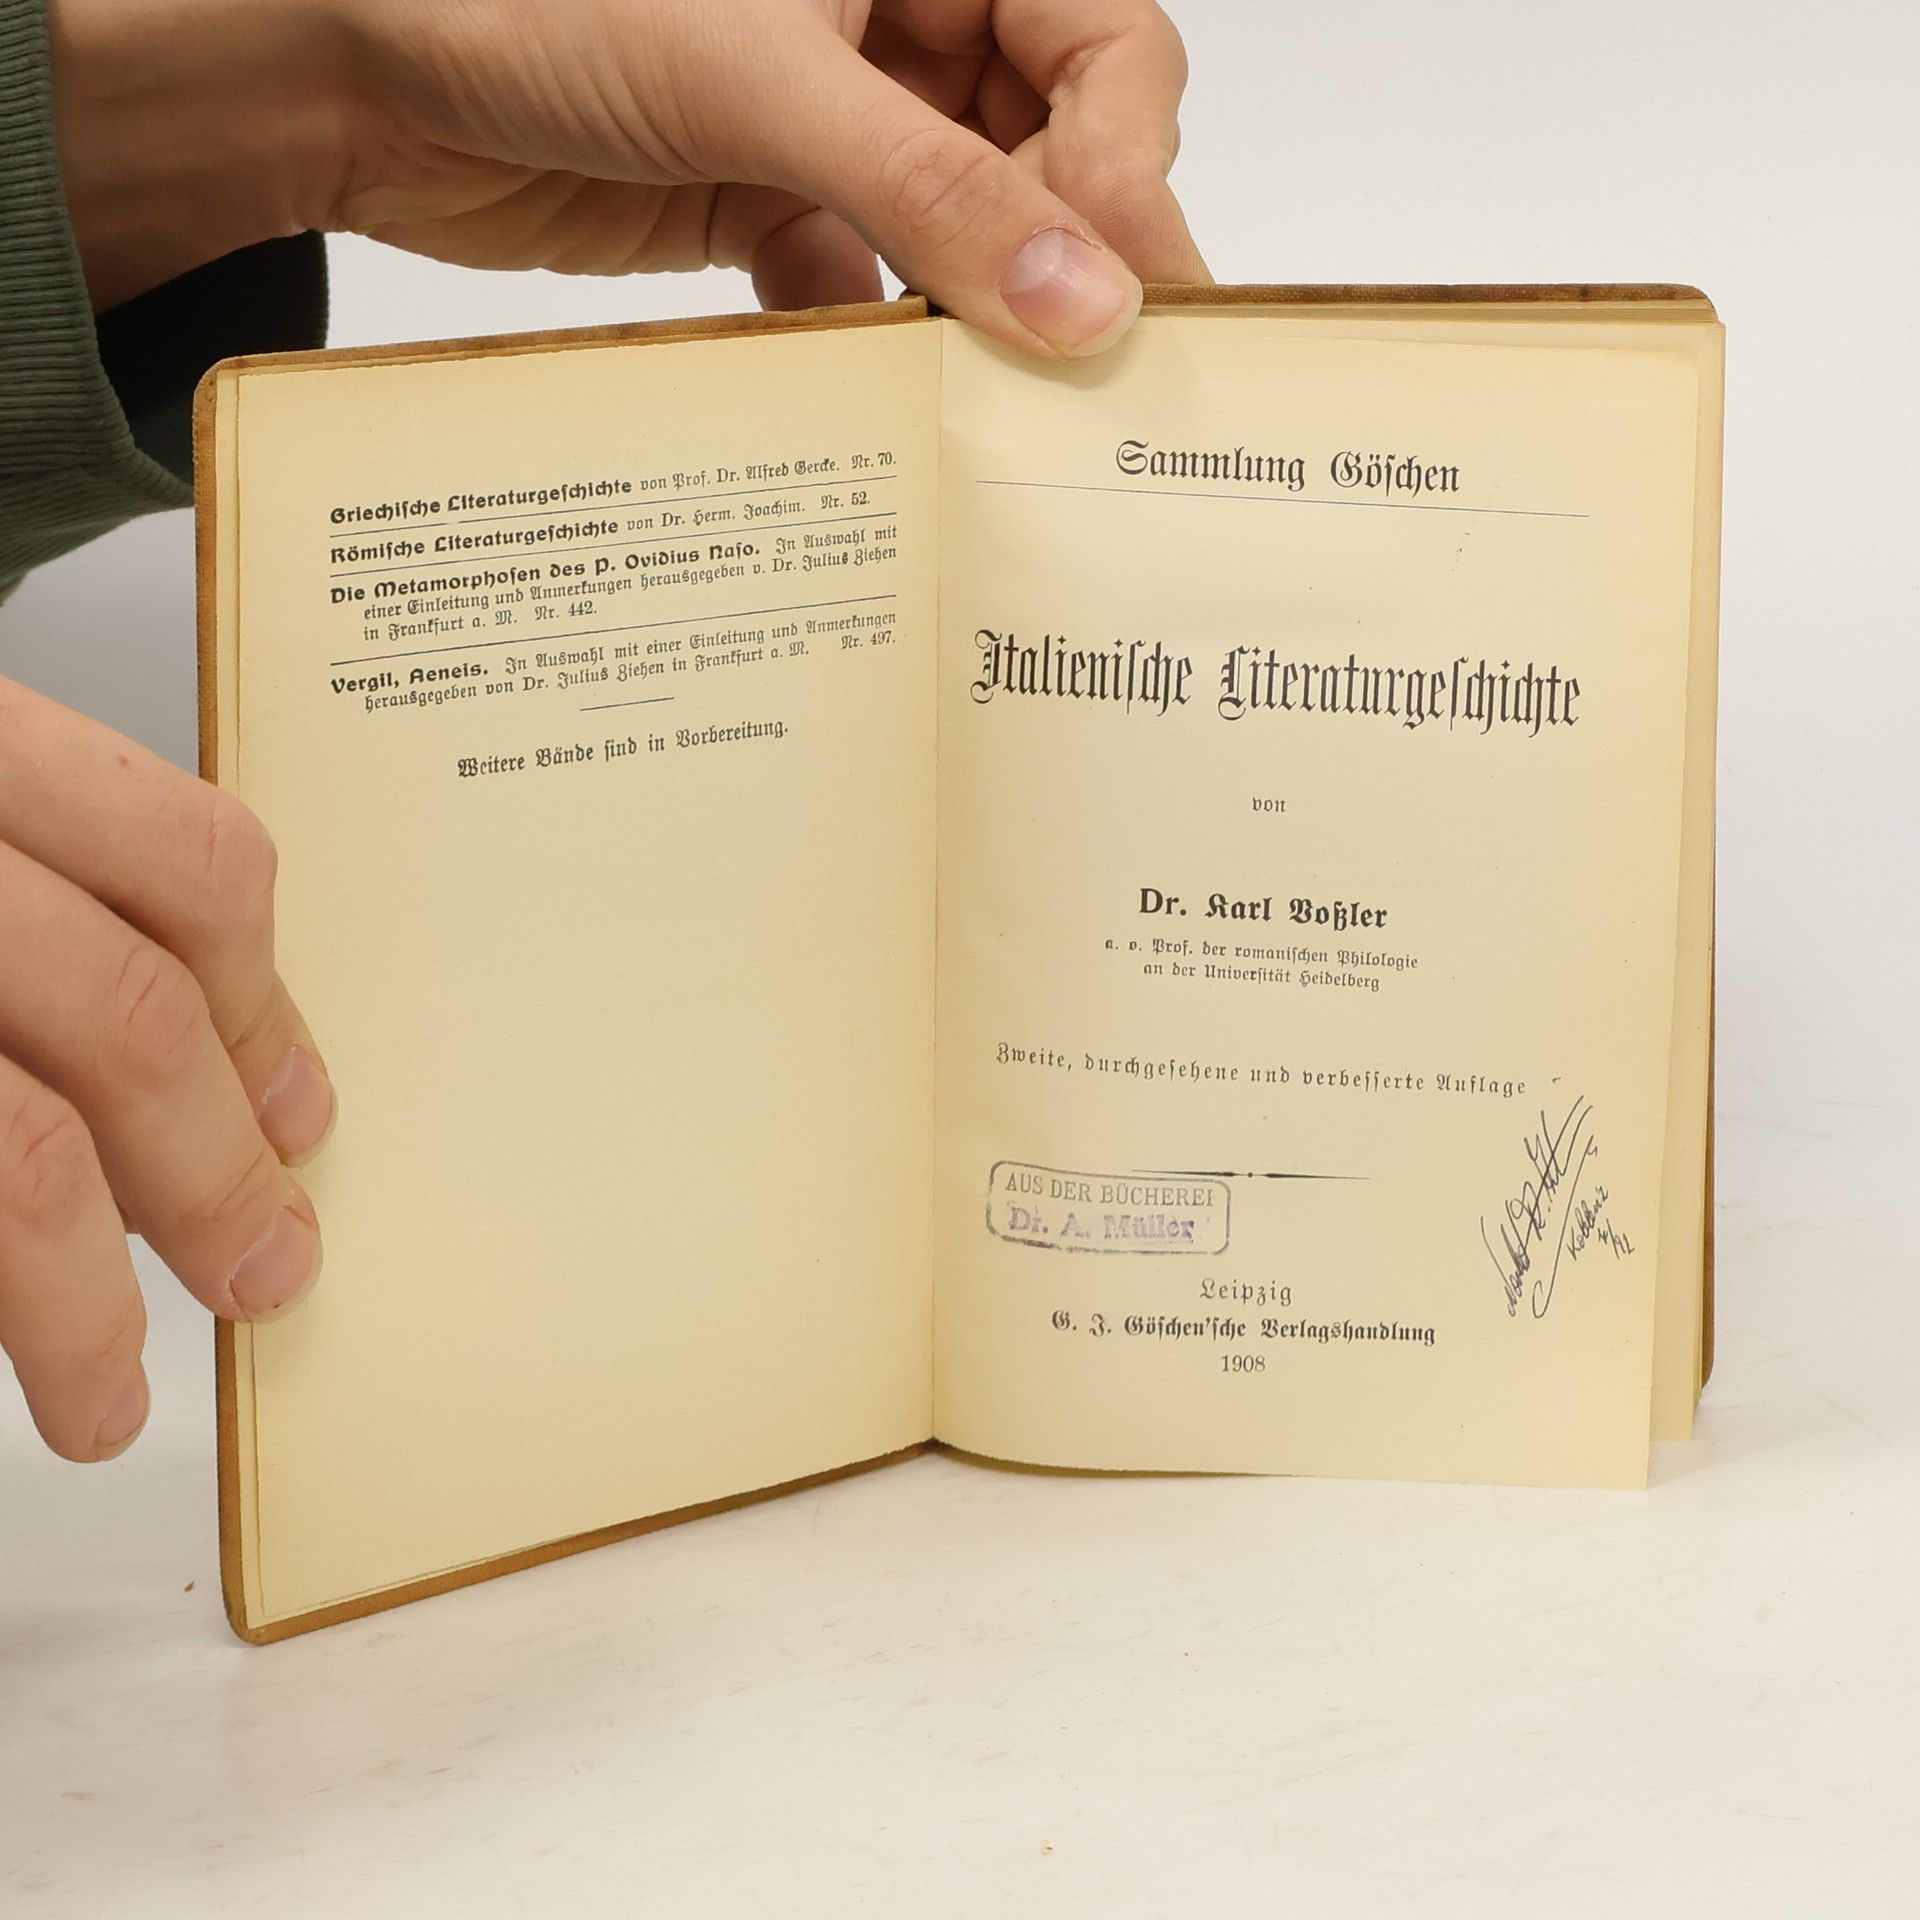 Griechische Literaturgeschichte von Prof. Dr. Alfred Gercke. Nr. 70.
Römische Literaturgeschichte von Dr. Herm. Joachim. Nr. 52.
Die Metamorphosen des P. Ovidius Naso. In Auswahl mit
einer Einleitung und Anmerkungen herausgegeben v. Dr. Julius Ziehen
in Frankfurt a. M. Nr. 442.
Vergil, Aeneis. In Auswahl mit einer Einleitung und Anmerkungen
herausgegeben von Dr. Julius Ziehen in Frankfurt a. M. Nr. 497.
Weitere Bände sind in Vorbereitung.
Sammlung Göschen
Italienische Literaturgeschichte
von
Dr. Karl Voßler
a. o. Prof. der romanischen Philologie
an der Universität Heidelberg
Zweite, durchgesehene und verbesserte Auflage
AUS DER BÜCHEREI
Dr. A. Müller
Koblenz
Leipzig
G. J. Göschen'sche Verlagshandlung
1908